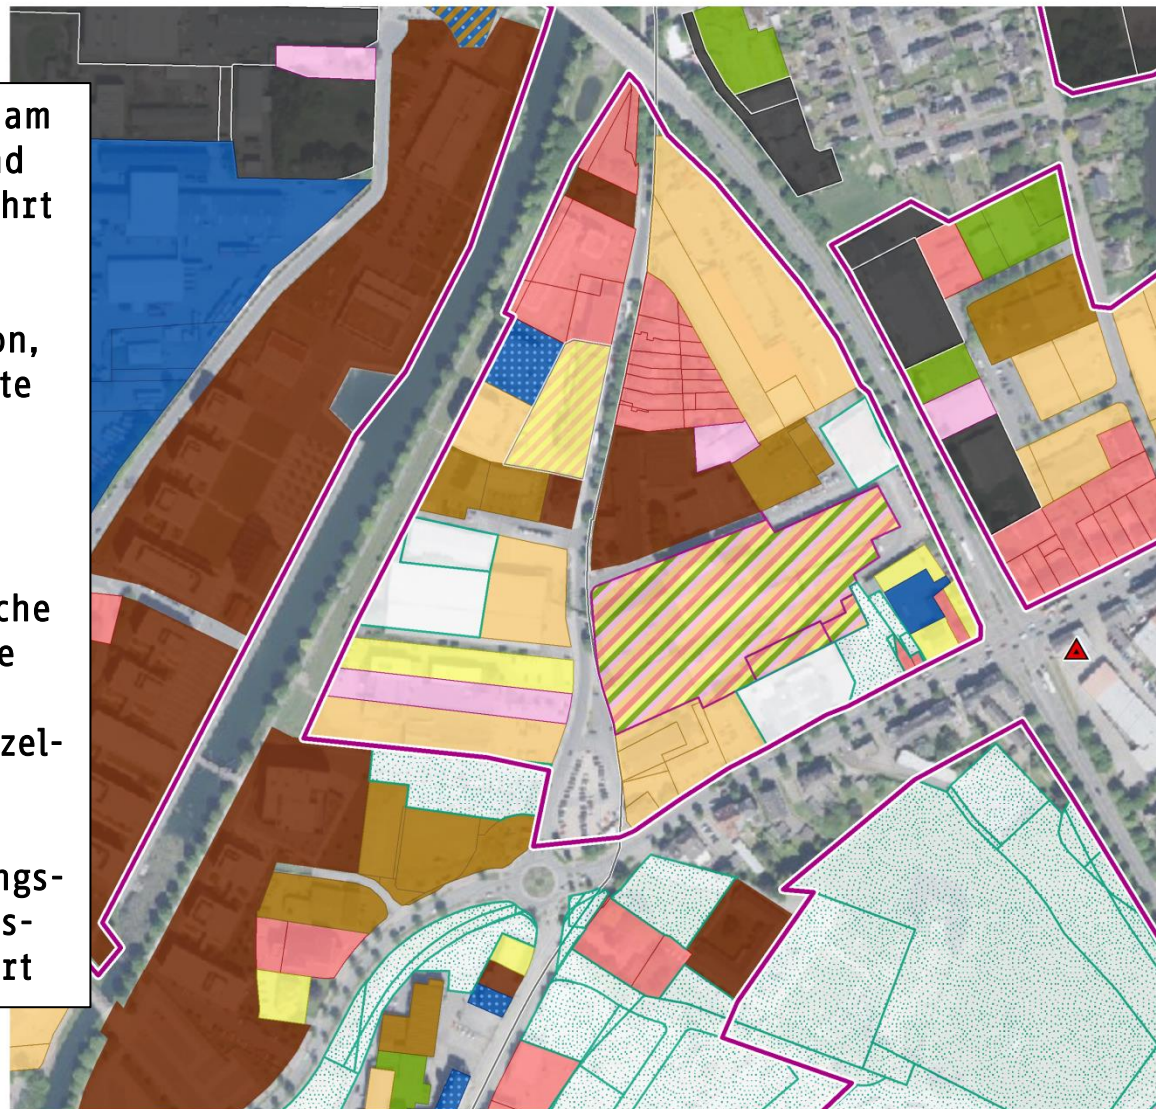 am
nd
hrt
on,
te
che
e
zel-
ngs-
s-
rt